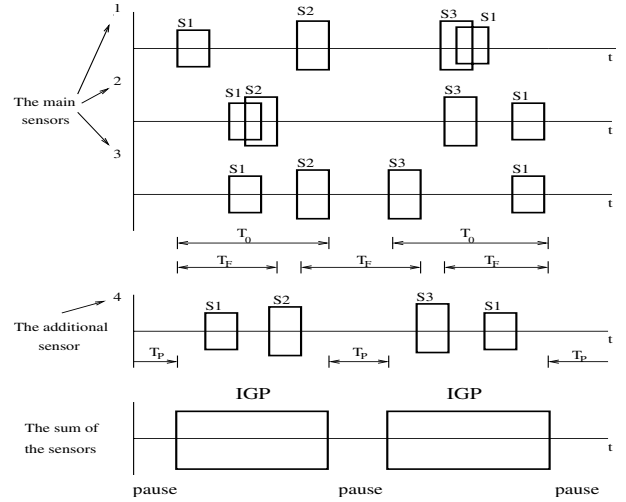 1
S1
S2
S3
S1
t
2
The main
sensors
S1
S2
S3
S1
t
3
S1
S2
S3
S1
t
T0
T0
TF
TF
TF
4
The additional
sensor
S1
S2
S3
S1
t
TP
TP
TP
IGP
IGP
The sum of
the sensors
t
pause
pause
pause